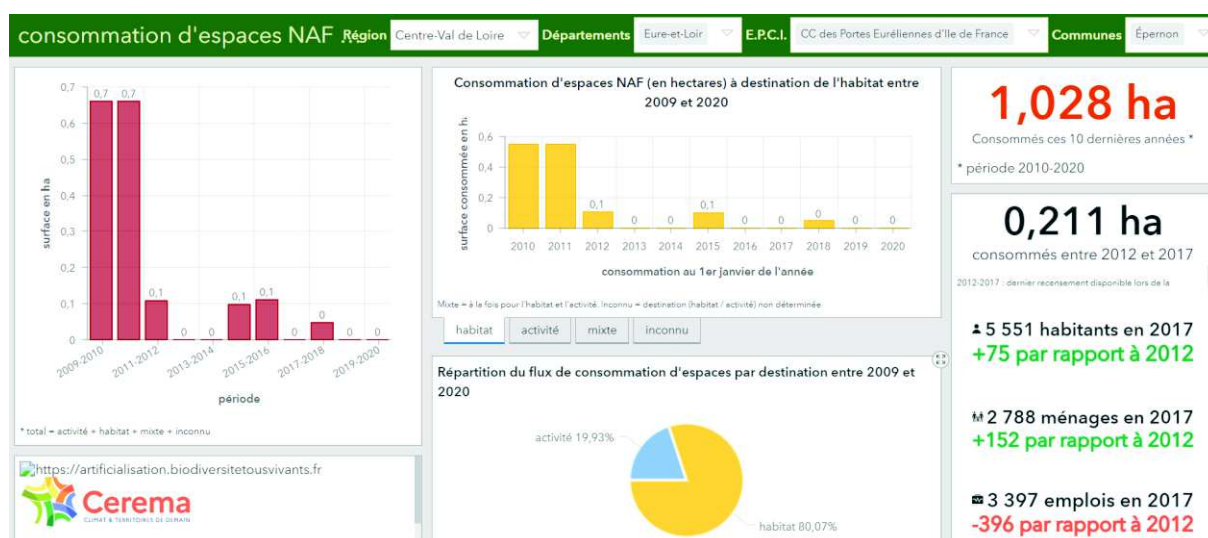 consommation d'espaces NAF Région Centre-Val de Loire Départements Eure-et-Loir E.P.C.I. CC des Portes Euréliennes d'Ile de France Communes Épernon
0,7
0,6
0,5
0,4
0,3
0,2
0,1
0
surface en ha
0,7 0,7 0,1 0 0 0,1 0,1 0 0 0 0
2009-2010 2011-2012 2013-2014 2015-2016 2017-2018 2019-2020
période
* total = activité + habitat + mixte + inconnu
https://artificialisation.biodiversitetousvivants.fr
Cerema
CLIMAT & TERRITOIRES DE DEMAIN
Consommation d'espaces NAF (en hectares) à destination de l'habitat entre
2009 et 2020
surface consommée en h
0,6
0,4
0,2
0
0,1 0 0 0,1 0 0 0 0 0
2010 2011 2012 2013 2014 2015 2016 2017 2018 2019 2020
consommation au 1er janvier de l'année
Mixte = à la fois pour l'habitat et l'activité. Inconnu = destination (habitat / activité) non déterminée
habitat activité mixte inconnu
Répartition du flux de consommation d'espaces par destination entre 2009 et
2020
activité 19,93%
habitat 80,07%
1,028 ha
Consommés ces 10 dernières années *
* période 2010-2020
0,211 ha
consommés entre 2012 et 2017
2012-2017 : dernier recensement disponible lors de la
5 551 habitants en 2017
+75 par rapport à 2012
2 788 ménages en 2017
+152 par rapport à 2012
3 397 emplois en 2017
-396 par rapport à 2012